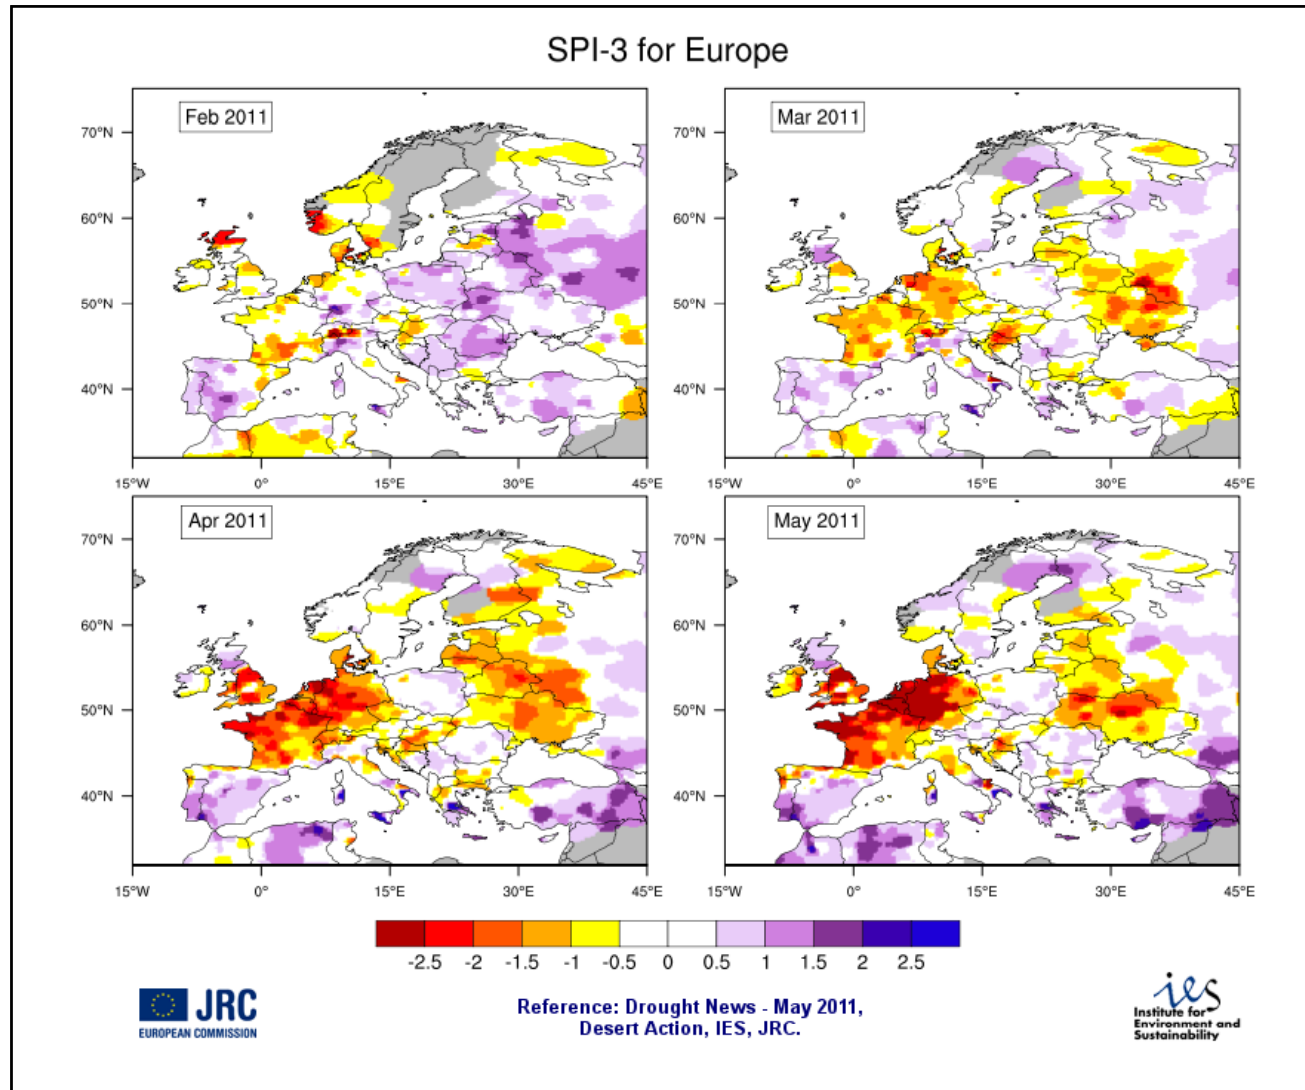 SPI-3 for Europe
Feb 2011
Mar 2011
70°N
60°N
50°N
40°N
70°N
60°N
50°N
40°N
15°W 0° 15°E 30°E 45°E
15°W 0° 15°E 30°E 45°E
Apr 2011
May 2011
70°N
60°N
50°N
40°N
70°N
60°N
50°N
40°N
15°W 0° 15°E 30°E 45°E
15°W 0° 15°E 30°E 45°E
-2.5 -2 -1.5 -1 -0.5 0 0.5 1 1.5 2 2.5
JRC
EUROPEAN COMMISSION
Reference: Drought News - May 2011,
Desert Action, IES, JRC.
ies
Institute for
Environment and
Sustainability